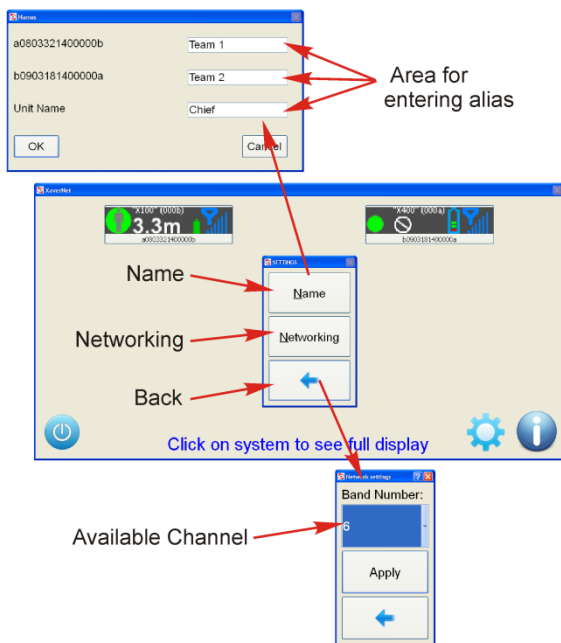 Names
a0803321400000b
Team 1
b0903181400000a
Team 2
Unit Name
Chief
OK
Cancel
Area for
entering alias
XaverNet
"X100" (000b)
3.3m
a0803321400000b
"X400" (000a)
b0903181400000a
SETTINGS
Name
Name
Networking
Networking
Back
Click on system to see full display
Network settings
Band Number:
6
Available Channel
Apply